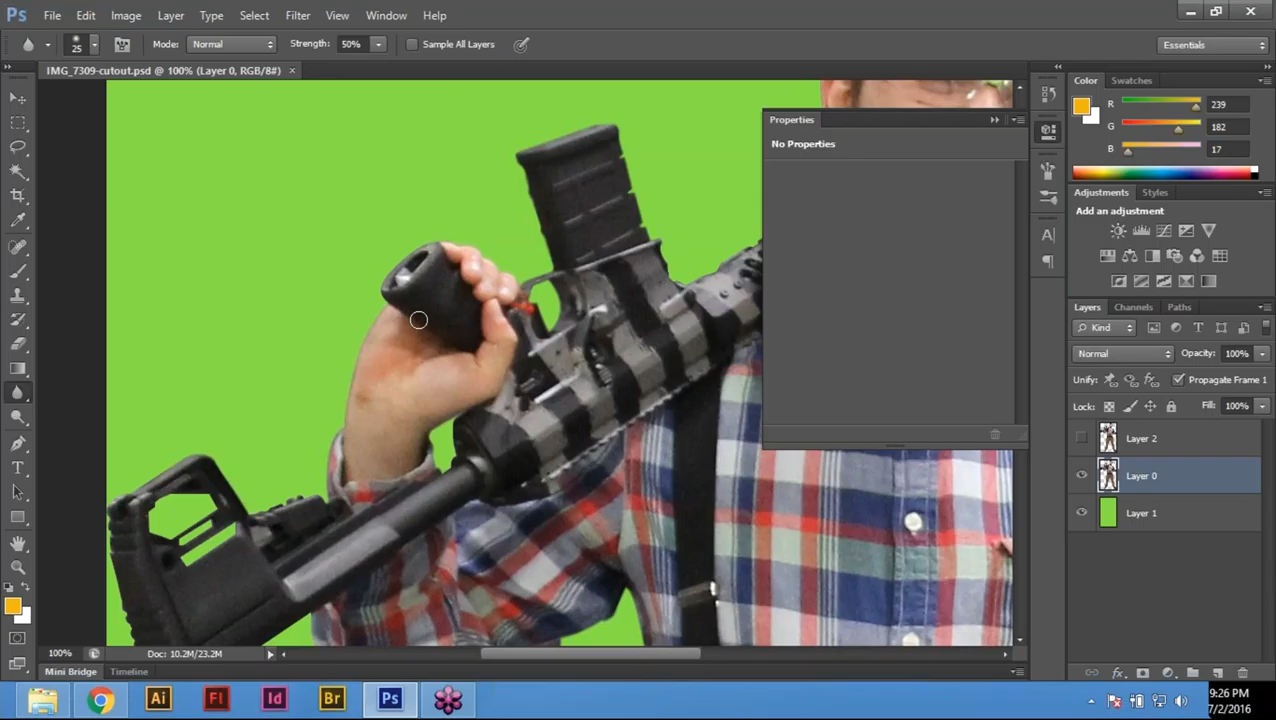 Ps File Edit Image Layer Type Select Filter View Window Help
25 Mode: Normal Strength: 50% Sample All Layers Essentials
IMG_7309-cutout.psd @ 100% (Layer 0, RGB/8#) ×
Color Swatches
R 239
G 182
B 17
Properties
No Properties
Adjustments Styles
Add an adjustment
Layers Channels Paths
Kind
Normal Opacity: 100%
Unify: Propagate Frame 1
Lock: Fill: 100%
Layer 2
Layer 0
Layer 1
100% Doc: 10.2M/23.2M
Mini Bridge Timeline
Ai Fl Id Br Ps
9:26 PM
7/2/2016